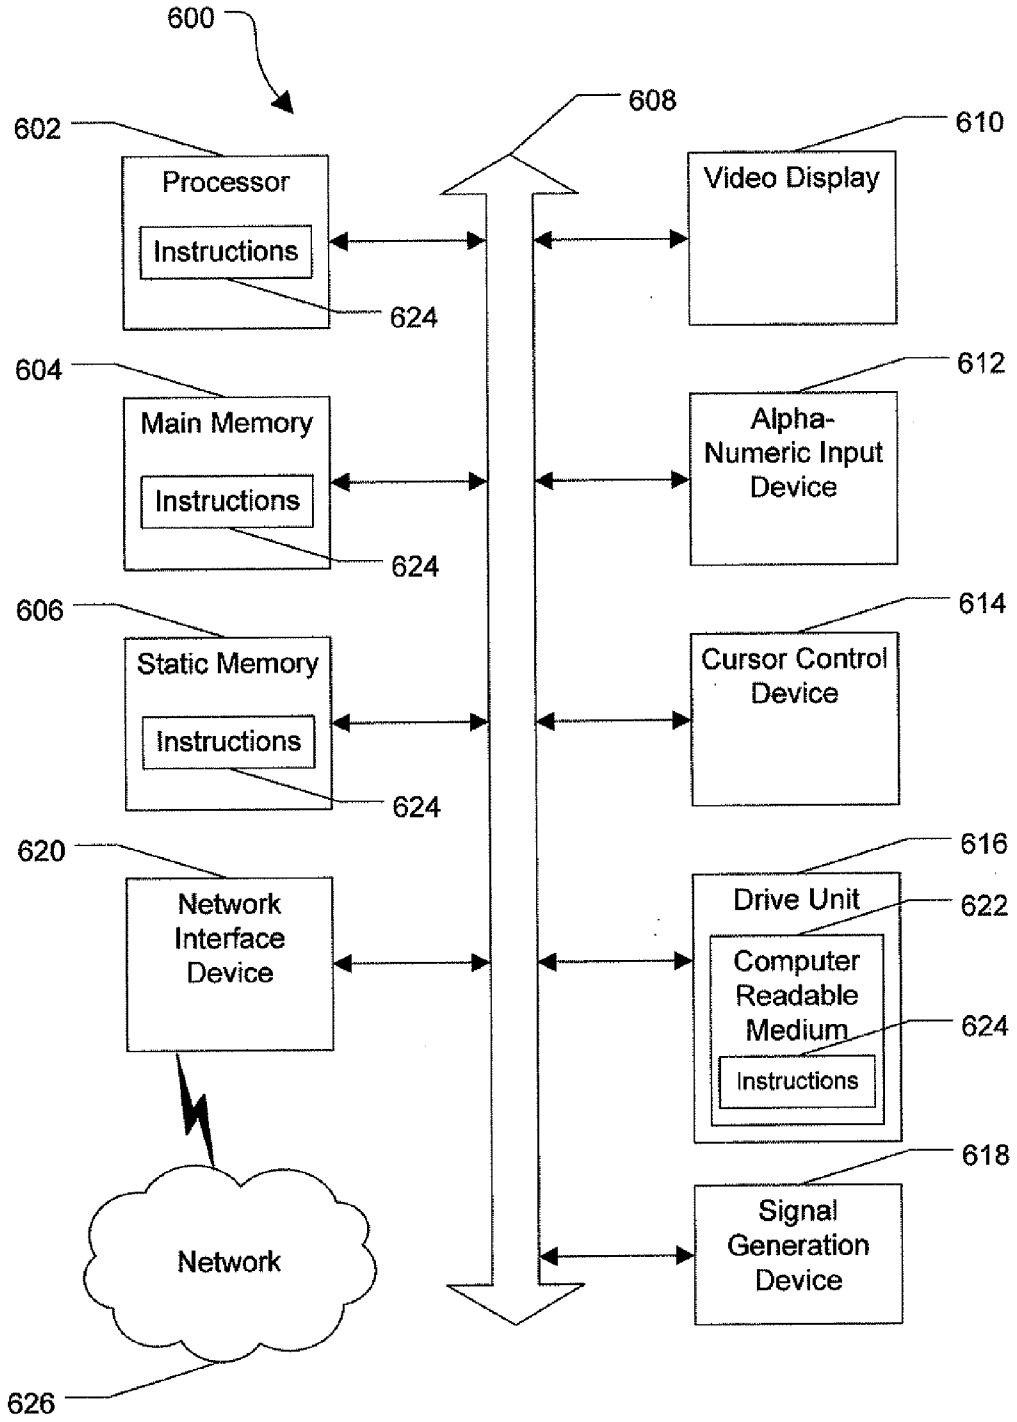 600
608
602
Processor
Instructions
624
610
Video Display
604
Main Memory
Instructions
624
612
Alpha-
Numeric Input
Device
606
Static Memory
Instructions
624
614
Cursor Control
Device
620
Network
Interface
Device
616
Drive Unit
622
Computer
Readable
Medium
624
Instructions
618
Signal
Generation
Device
Network
626